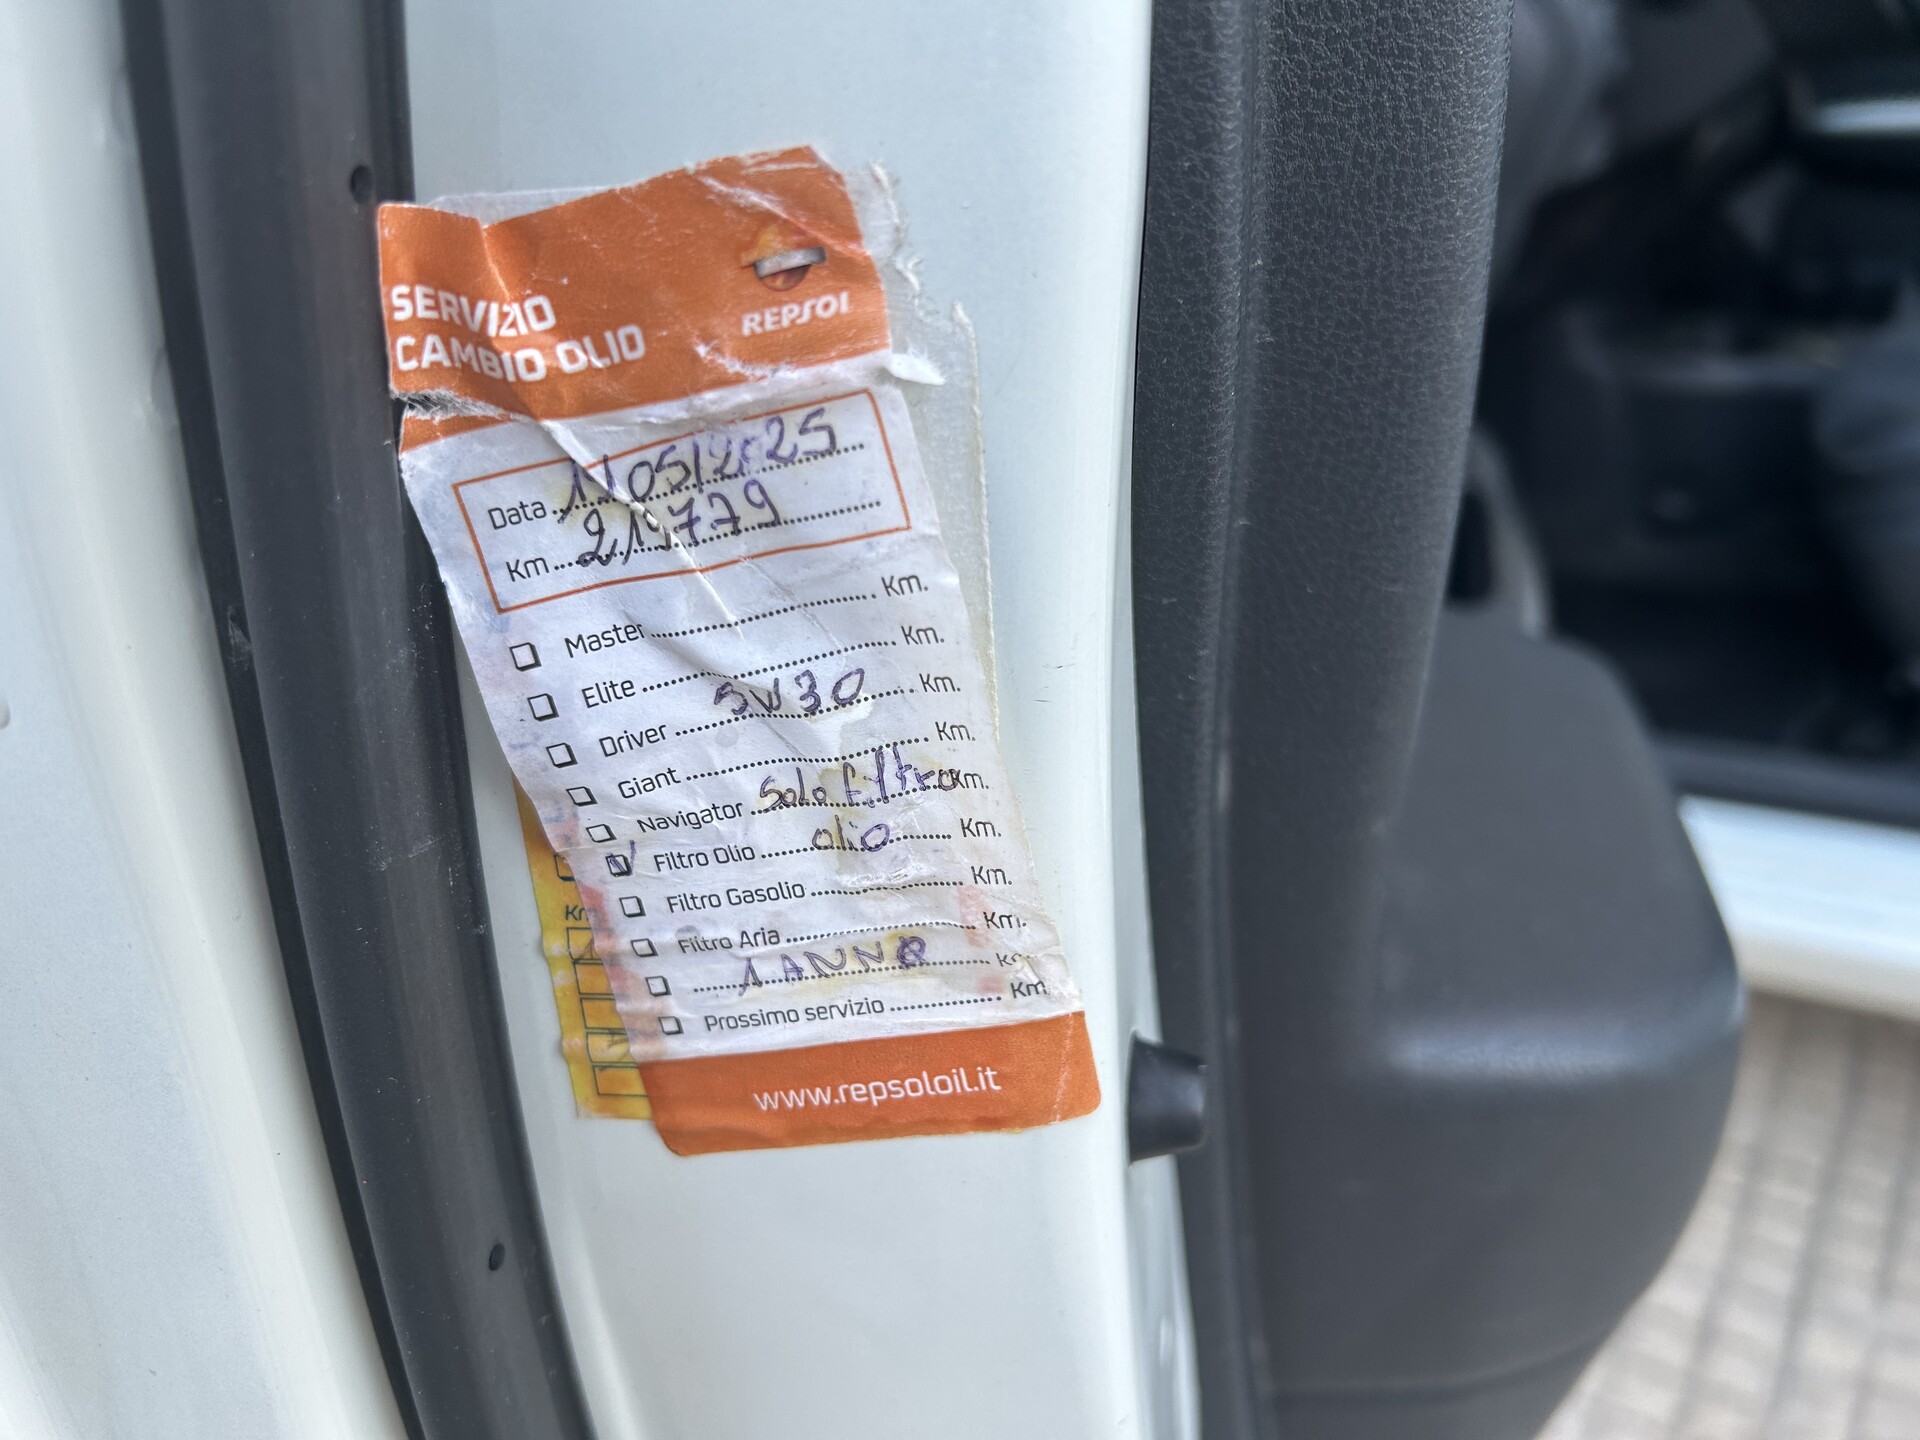 SERVIZIO
CAMBIO OLIO
REPSOL
Data 11/05/2025
Km 219779
Master Km.
Elite Km.
Driver 5W30 Km.
Giant Km.
Navigator Solo filtro Km.
Filtro Olio olio Km.
Filtro Gasolio Km.
Filtro Aria Km.
1 ANNO
Prossimo servizio Km
www.repsoloil.it